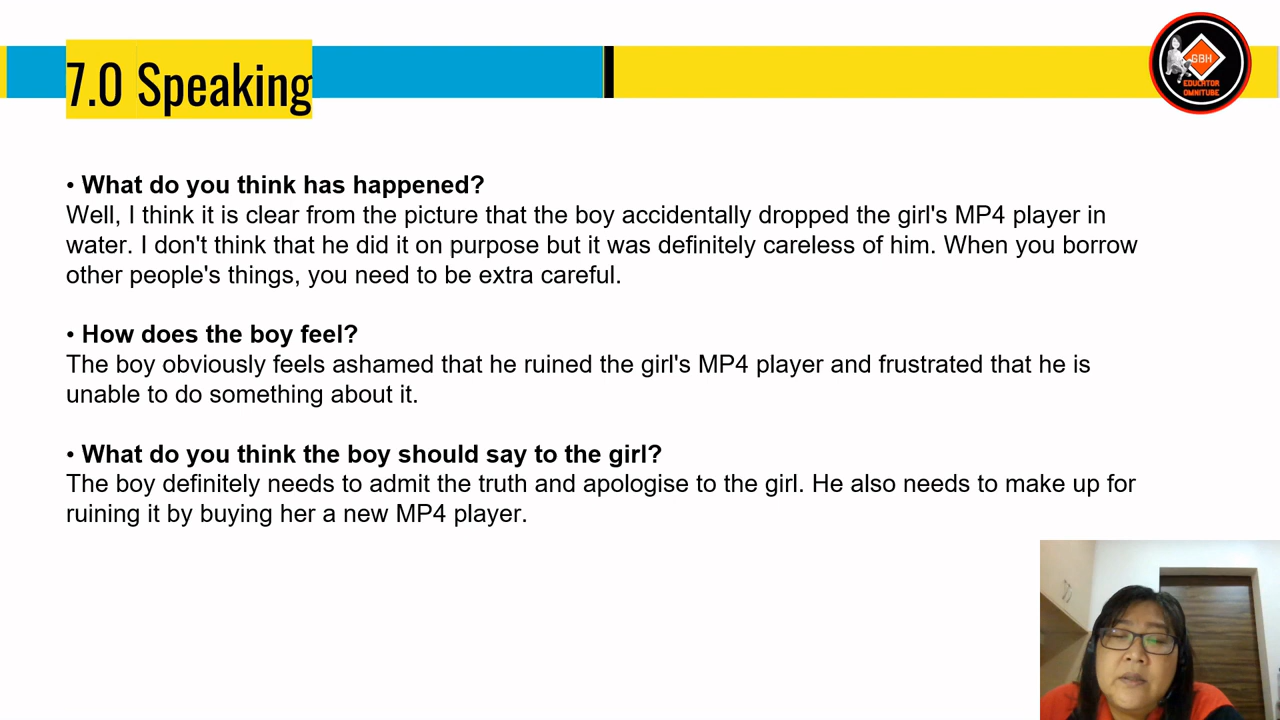 7.0 Speaking
GBH
EDUCATOR
OMNITUBE
• What do you think has happened?
Well, I think it is clear from the picture that the boy accidentally dropped the girl's MP4 player in
water. I don't think that he did it on purpose but it was definitely careless of him. When you borrow
other people's things, you need to be extra careful.
• How does the boy feel?
The boy obviously feels ashamed that he ruined the girl's MP4 player and frustrated that he is
unable to do something about it.
• What do you think the boy should say to the girl?
The boy definitely needs to admit the truth and apologise to the girl. He also needs to make up for
ruining it by buying her a new MP4 player.